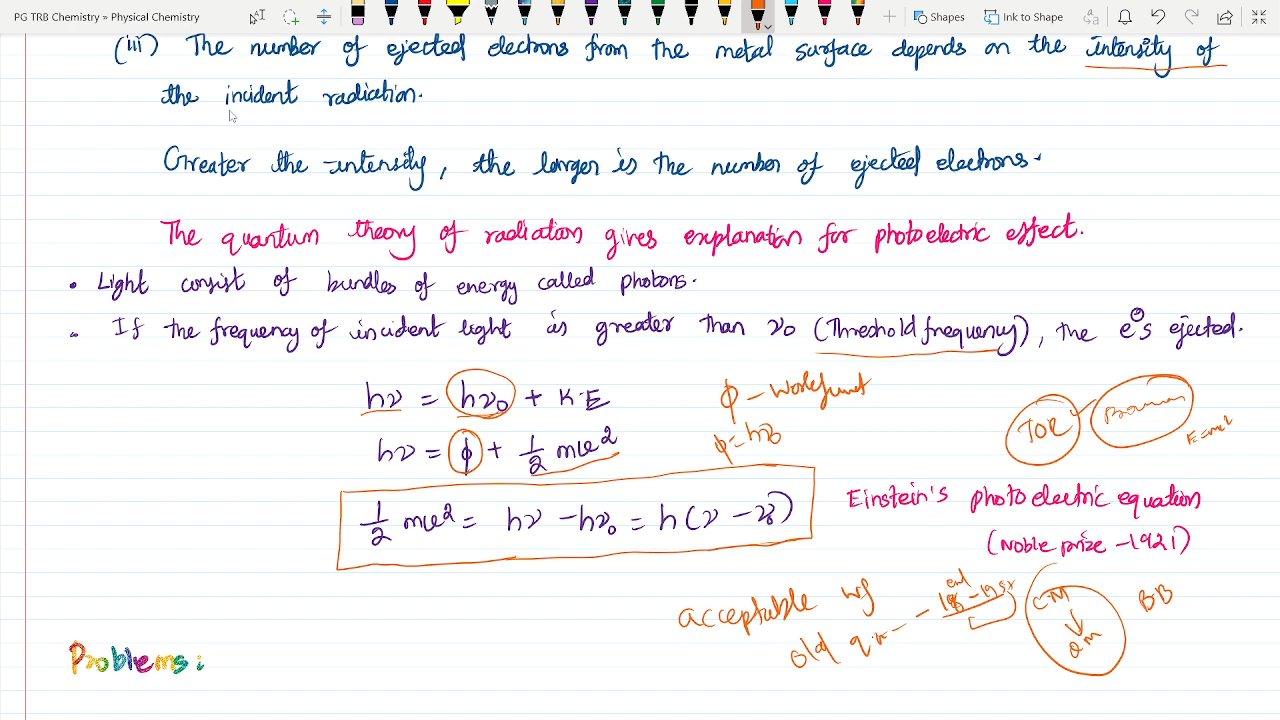 PG TRB Chemistry » Physical Chemistry
Shapes Ink to Shape
(iii) The number of ejected electrons from the metal surface depends on the intensity of
the incident radiation.
Greater the intensity, the larger is the number of ejected electrons.
The quantum theory of radiation gives explanation for photoelectric effect.
• Light consist of bundles of energy called photons.
• If the frequency of incident light is greater than ν₀ (Threshold frequency), the e⊖s ejected.
hν = hν₀ + K·E
ϕ - Workfunct
hν = ϕ + 1/2 mv²
ϕ = hν₀
TOR
E=mc²
1/2 mv² = hν - hν₀ = h(ν - ν₀)
Einstein's photoelectric equation
(Noble prize - 1921)
acceptable wf
old qm
CM
↓
QM
BB
Problems: